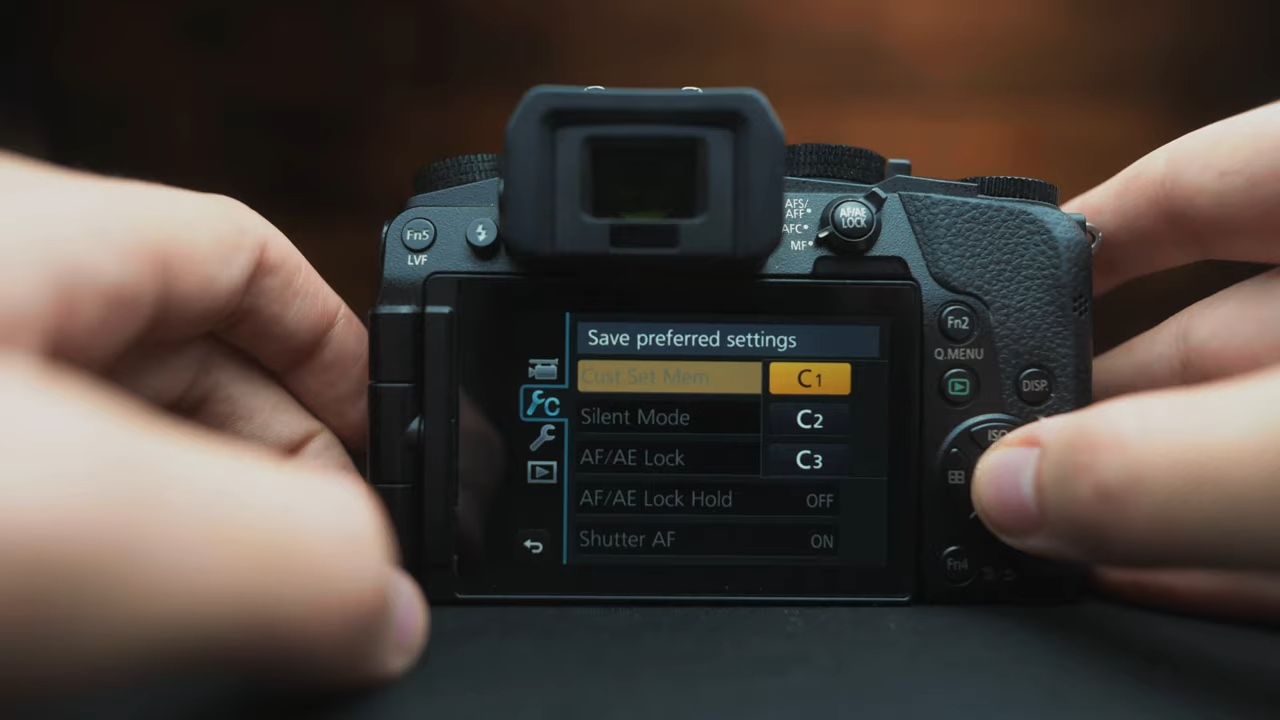 AFS/
AFF
AFC
MF
AF/AE
LOCK
Fn5
LVF
Fn2
Q.MENU
DISP.
ISO
Fn4
Save preferred settings
Cust Set Mem
C1
Silent Mode
C2
AF/AE Lock
C3
AF/AE Lock Hold OFF
Shutter AF ON
C